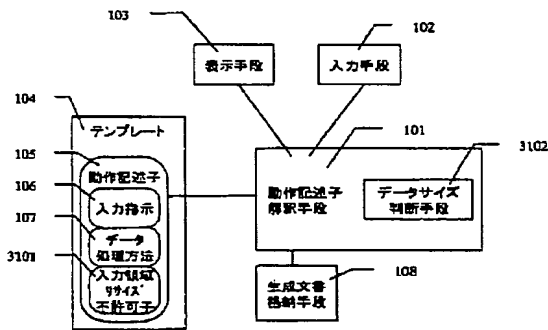 103
102
表示手段
入力手段
104
テンプレート
101
3102
105
動作記述子
動作記述子
解釈手段
データサイズ
判断手段
106
入力指示
107
データ
処理方法
3101
入力領域
リサイズ
不許可子
生成文書
格納手段
108